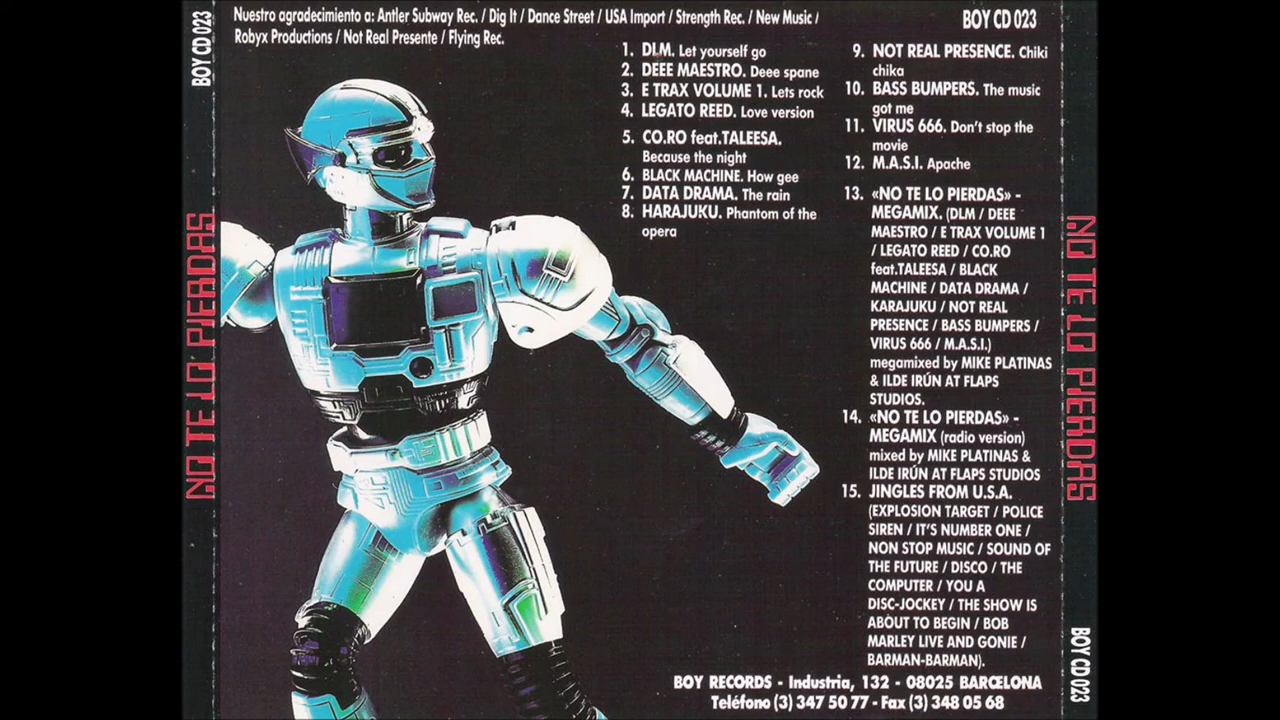 BOY CD 023
NO TE LO PIERDAS
Nuestro agradecimiento a: Antler Subway Rec. / Dig It / Dance Street / USA Import / Strength Rec. / New Music /
Robyx Productions / Not Real Presente / Flying Rec.
BOY CD 023
1. DI.M. Let yourself go
2. DEEE MAESTRO. Deee spane
3. E TRAX VOLUME 1. Lets rock
4. LEGATO REED. Love version
5. CO.RO feat.TALEESA.
Because the night
6. BLACK MACHINE. How gee
7. DATA DRAMA. The rain
8. HARAJUKU. Phantom of the
opera
9. NOT REAL PRESENCE. Chiki
chika
10. BASS BUMPERS. The music
got me
11. VIRUS 666. Don't stop the
movie
12. M.A.S.I. Apache
13. «NO TE LO PIERDAS» -
MEGAMIX. (DLM / DEEE
MAESTRO / E TRAX VOLUME 1
/ LEGATO REED / CO.RO
feat.TALEESA / BLACK
MACHINE / DATA DRAMA /
KARAJUKU / NOT REAL
PRESENCE / BASS BUMPERS /
VIRUS 666 / M.A.S.I.)
megamixed by MIKE PLATINAS
& ILDE IRÚN AT FLAPS
STUDIOS.
14. «NO TE LO PIERDAS» -
MEGAMIX (radio version)
mixed by MIKE PLATINAS &
ILDE IRÚN AT FLAPS STUDIOS
15. JINGLES FROM U.S.A.
(EXPLOSION TARGET / POLICE
SIREN / IT'S NUMBER ONE /
NON STOP MUSIC / SOUND OF
THE FUTURE / DISCO / THE
COMPUTER / YOU A
DISC-JOCKEY / THE SHOW IS
ABOUT TO BEGIN / BOB
MARLEY LIVE AND GONIE /
BARMAN-BARMAN).
BOY RECORDS - Industria, 132 - 08025 BARCELONA
Teléfono (3) 347 50 77 - Fax (3) 348 05 68
NO TE LO PIERDAS
BOY CD 023